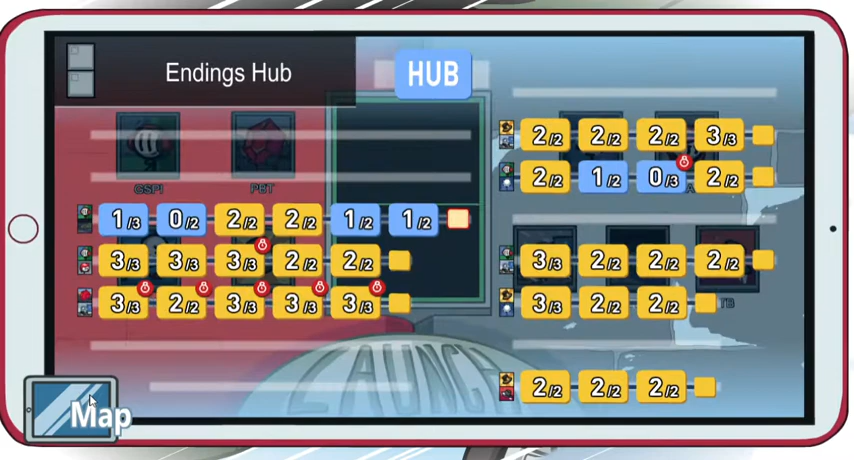 Endings Hub
HUB
GSPI
PBT
1/3 0/2 2/2 2/2 1/2 1/2
3/3 3/3 3/3 2/2 2/2
3/3 2/2 3/3 3/3 3/3
2/2 2/2 2/2 3/3
2/2 1/2 0/3 2/2
A
3/3 2/2 2/2 2/2
3/3 2/2 2/2
TB
2/2 2/2 2/2
LAUNCH
Map